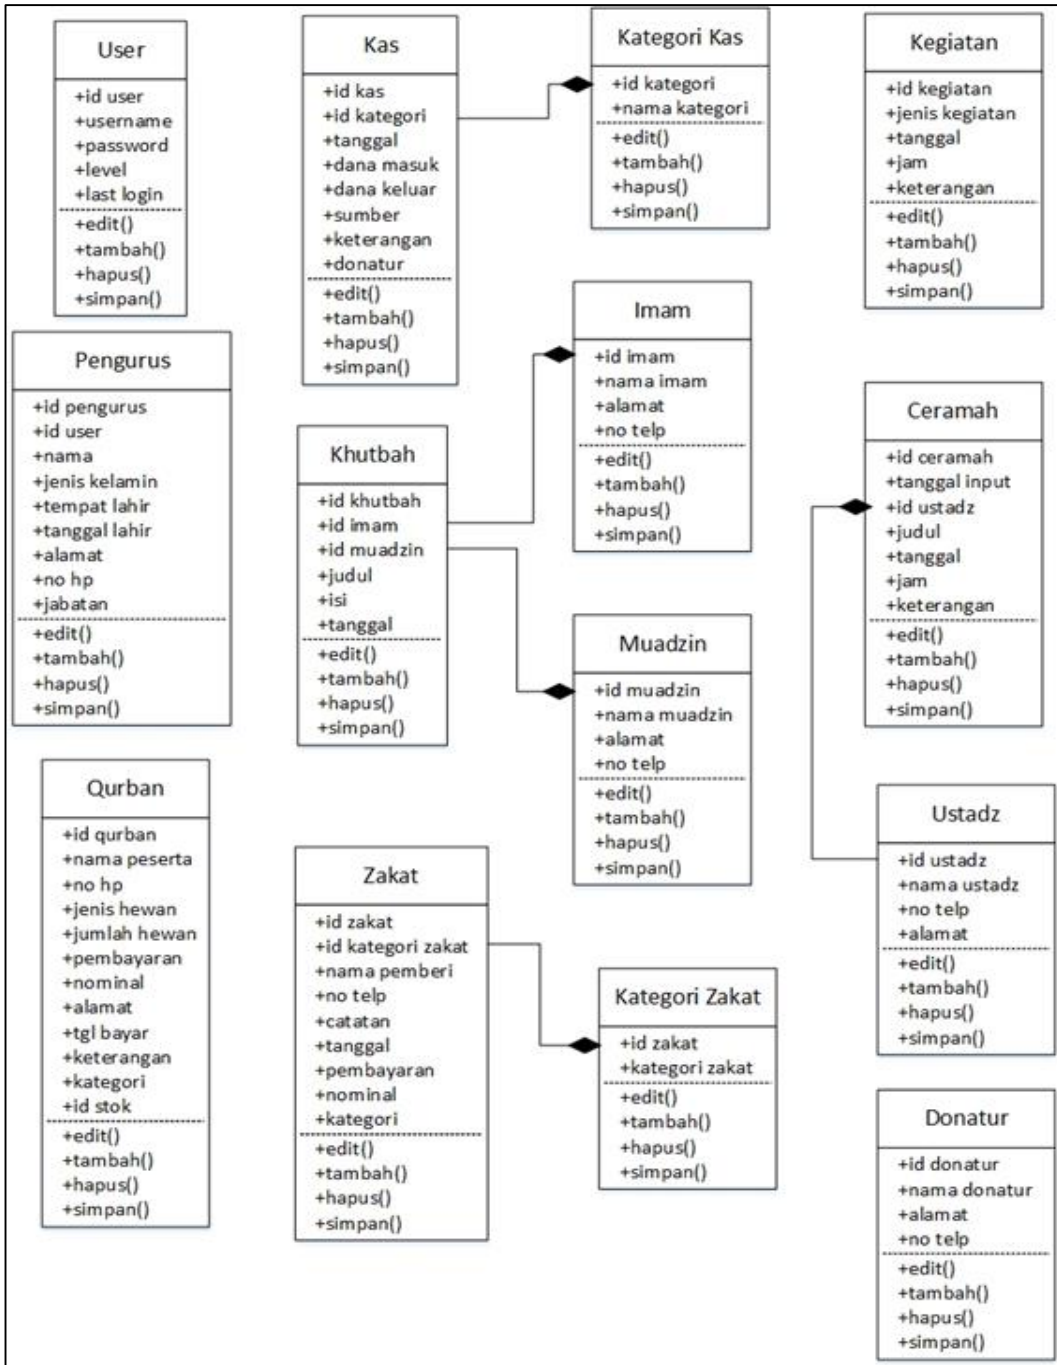 User
+id user
+username
+password
+level
+last login
+edit()
+tambah()
+hapus()
+simpan()
Kas
+id kas
+id kategori
+tanggal
+dana masuk
+dana keluar
+sumber
+keterangan
+donatur
+edit()
+tambah()
+hapus()
+simpan()
Kategori Kas
+id kategori
+nama kategori
+edit()
+tambah()
+hapus()
+simpan()
Kegiatan
+id kegiatan
+jenis kegiatan
+tanggal
+jam
+keterangan
+edit()
+tambah()
+hapus()
+simpan()
Pengurus
+id pengurus
+id user
+nama
+jenis kelamin
+tempat lahir
+tanggal lahir
+alamat
+no hp
+jabatan
+edit()
+tambah()
+hapus()
+simpan()
Khutbah
+id khutbah
+id imam
+id muadzin
+judul
+isi
+tanggal
+edit()
+tambah()
+hapus()
+simpan()
Imam
+id imam
+nama imam
+alamat
+no telp
+edit()
+tambah()
+hapus()
+simpan()
Ceramah
+id ceramah
+tanggal input
+id ustadz
+judul
+tanggal
+jam
+keterangan
+edit()
+tambah()
+hapus()
+simpan()
Muadzin
+id muadzin
+nama muadzin
+alamat
+no telp
+edit()
+tambah()
+hapus()
+simpan()
Qurban
+id qurban
+nama peserta
+no hp
+jenis hewan
+jumlah hewan
+pembayaran
+nominal
+alamat
+tgl bayar
+keterangan
+kategori
+id stok
+edit()
+tambah()
+hapus()
+simpan()
Zakat
+id zakat
+id kategori zakat
+nama pemberi
+no telp
+catatan
+tanggal
+pembayaran
+nominal
+kategori
+edit()
+tambah()
+hapus()
+simpan()
Kategori Zakat
+id zakat
+kategori zakat
+edit()
+tambah()
+hapus()
+simpan()
Ustadz
+id ustadz
+nama ustadz
+no telp
+alamat
+edit()
+tambah()
+hapus()
+simpan()
Donatur
+id donatur
+nama donatur
+alamat
+no telp
+edit()
+tambah()
+hapus()
+simpan()